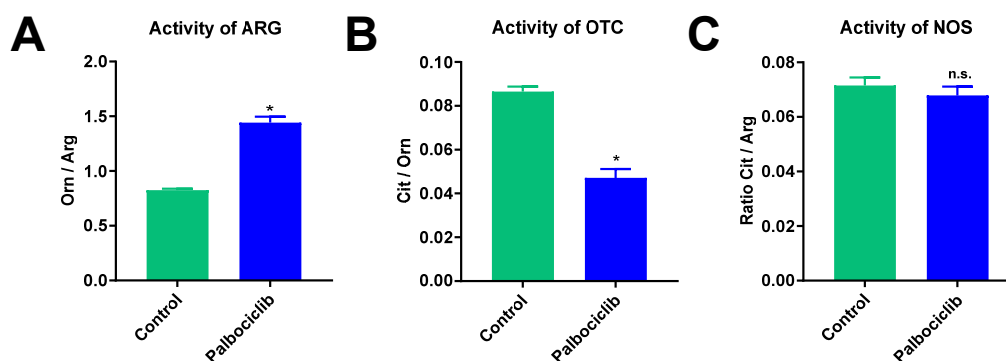 A
Activity of ARG
Orn / Arg
2.0
1.5
1.0
0.5
0.0
*
Control
Palbociclib
B
Activity of OTC
Cit / Orn
0.10
0.08
0.06
0.04
0.02
0.00
*
Control
Palbociclib
C
Activity of NOS
Ratio Cit / Arg
0.08
0.06
0.04
0.02
0.00
n.s.
Control
Palbociclib